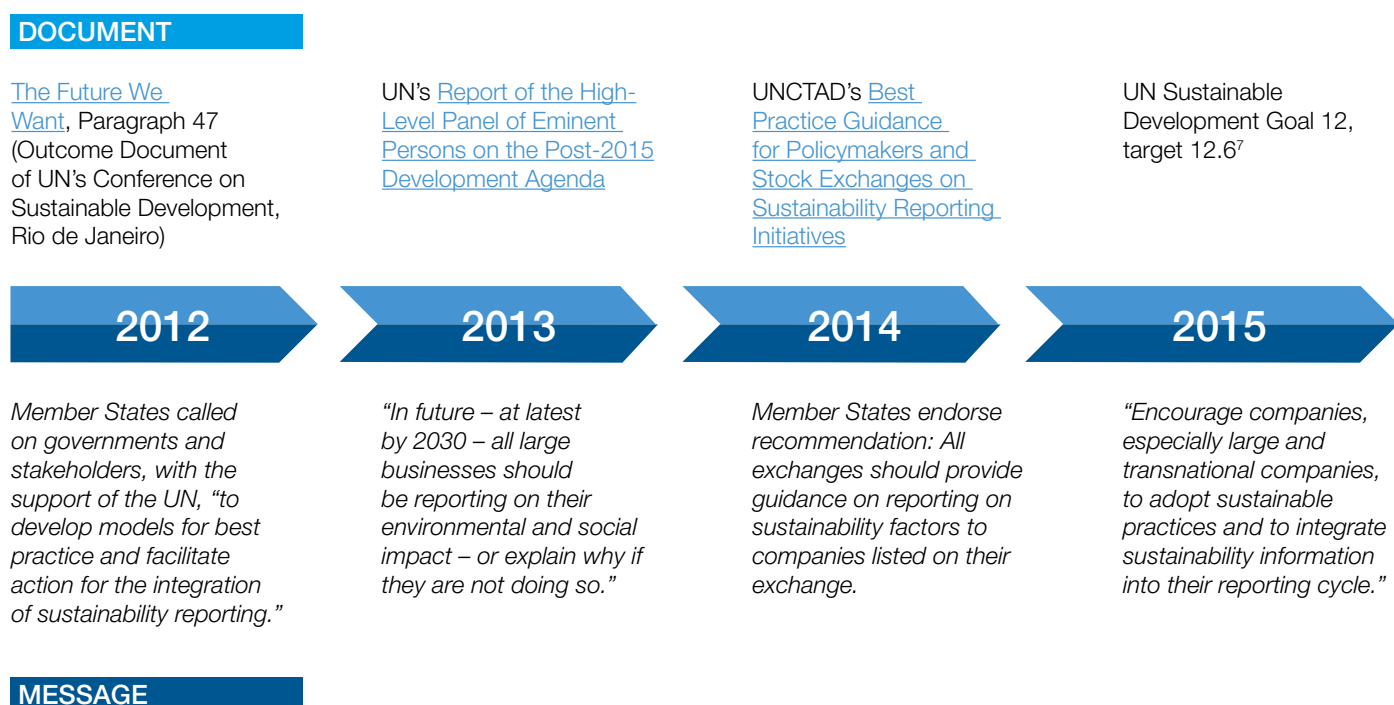 DOCUMENT
The Future We
Want, Paragraph 47
(Outcome Document
of UN's Conference on
Sustainable Development,
Rio de Janeiro)
UN's Report of the High-
Level Panel of Eminent
Persons on the Post-2015
Development Agenda
UNCTAD's Best
Practice Guidance
for Policymakers and
Stock Exchanges on
Sustainability Reporting
Initiatives
UN Sustainable
Development Goal 12,
target 12.6⁷
2012
2013
2014
2015
Member States called
on governments and
stakeholders, with the
support of the UN, “to
develop models for best
practice and facilitate
action for the integration
of sustainability reporting.”
“In future – at latest
by 2030 – all large
businesses should
be reporting on their
environmental and social
impact – or explain why if
they are not doing so.”
Member States endorse
recommendation: All
exchanges should provide
guidance on reporting on
sustainability factors to
companies listed on their
exchange.
“Encourage companies,
especially large and
transnational companies,
to adopt sustainable
practices and to integrate
sustainability information
into their reporting cycle.”
MESSAGE